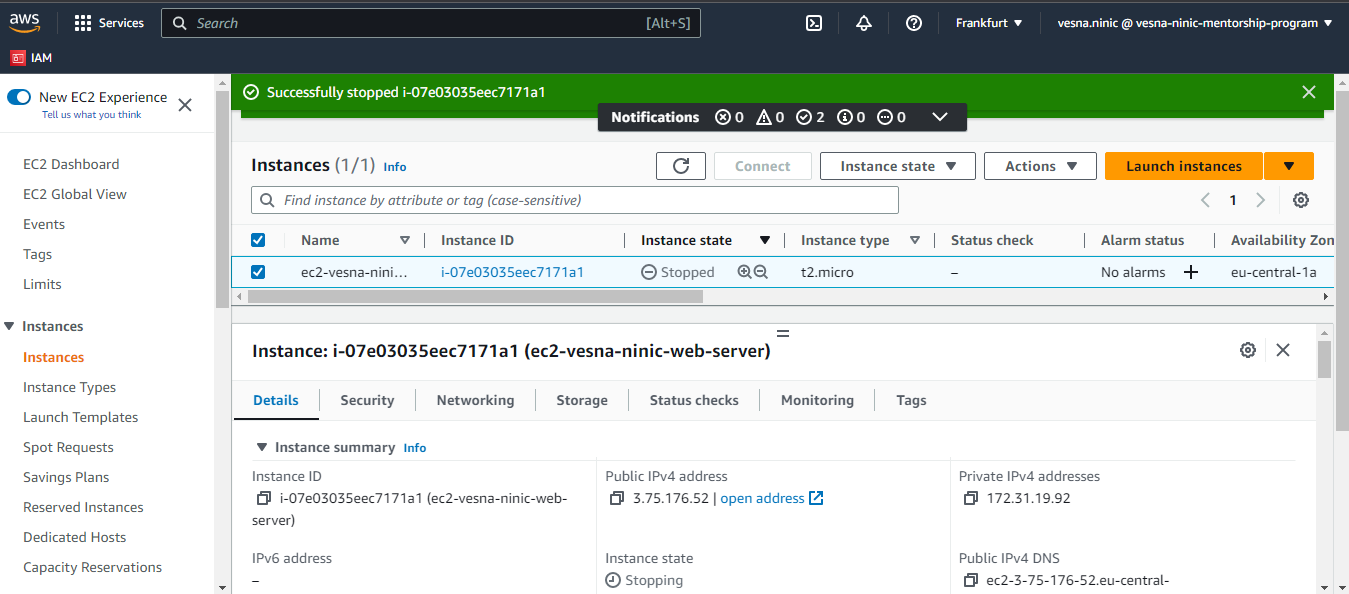 aws
Services
Search
[Alt+S]
Frankfurt ▼
vesna.ninic @ vesna-ninic-mentorship-program ▼
IAM
New EC2 Experience
Tell us what you think
EC2 Dashboard
EC2 Global View
Events
Tags
Limits
Instances
Instances
Instance Types
Launch Templates
Spot Requests
Savings Plans
Reserved Instances
Dedicated Hosts
Capacity Reservations
Successfully stopped i-07e03035eec7171a1
Notifications 0 0 2 0 0
Instances (1/1) Info
Connect
Instance state
Actions
Launch instances
Find instance by attribute or tag (case-sensitive)
1
Name Instance ID Instance state Instance type Status check Alarm status Availability Zon
ec2-vesna-nini... i-07e03035eec7171a1 Stopped t2.micro – No alarms + eu-central-1a
Instance: i-07e03035eec7171a1 (ec2-vesna-ninic-web-server)
Details Security Networking Storage Status checks Monitoring Tags
Instance summary Info
Instance ID
i-07e03035eec7171a1 (ec2-vesna-ninic-web-
server)
Public IPv4 address
3.75.176.52 | open address
Private IPv4 addresses
172.31.19.92
IPv6 address
–
Instance state
Stopping
Public IPv4 DNS
ec2-3-75-176-52.eu-central-